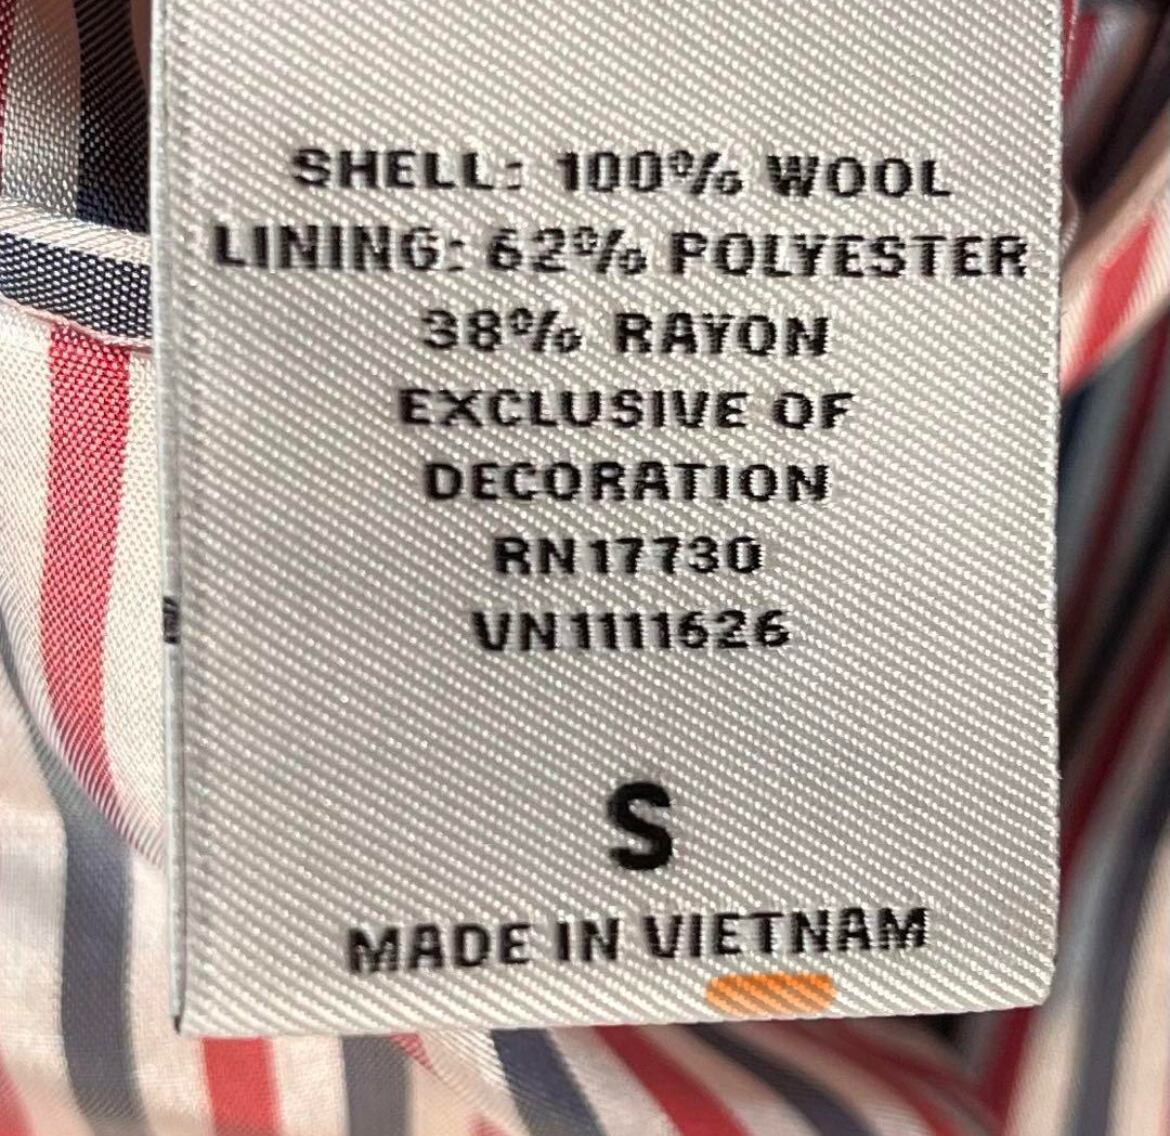 SHELL: 100% WOOL
LINING: 62% POLYESTER
38% RAYON
EXCLUSIVE OF
DECORATION
RN17730
VN1111626
S
MADE IN VIETNAM